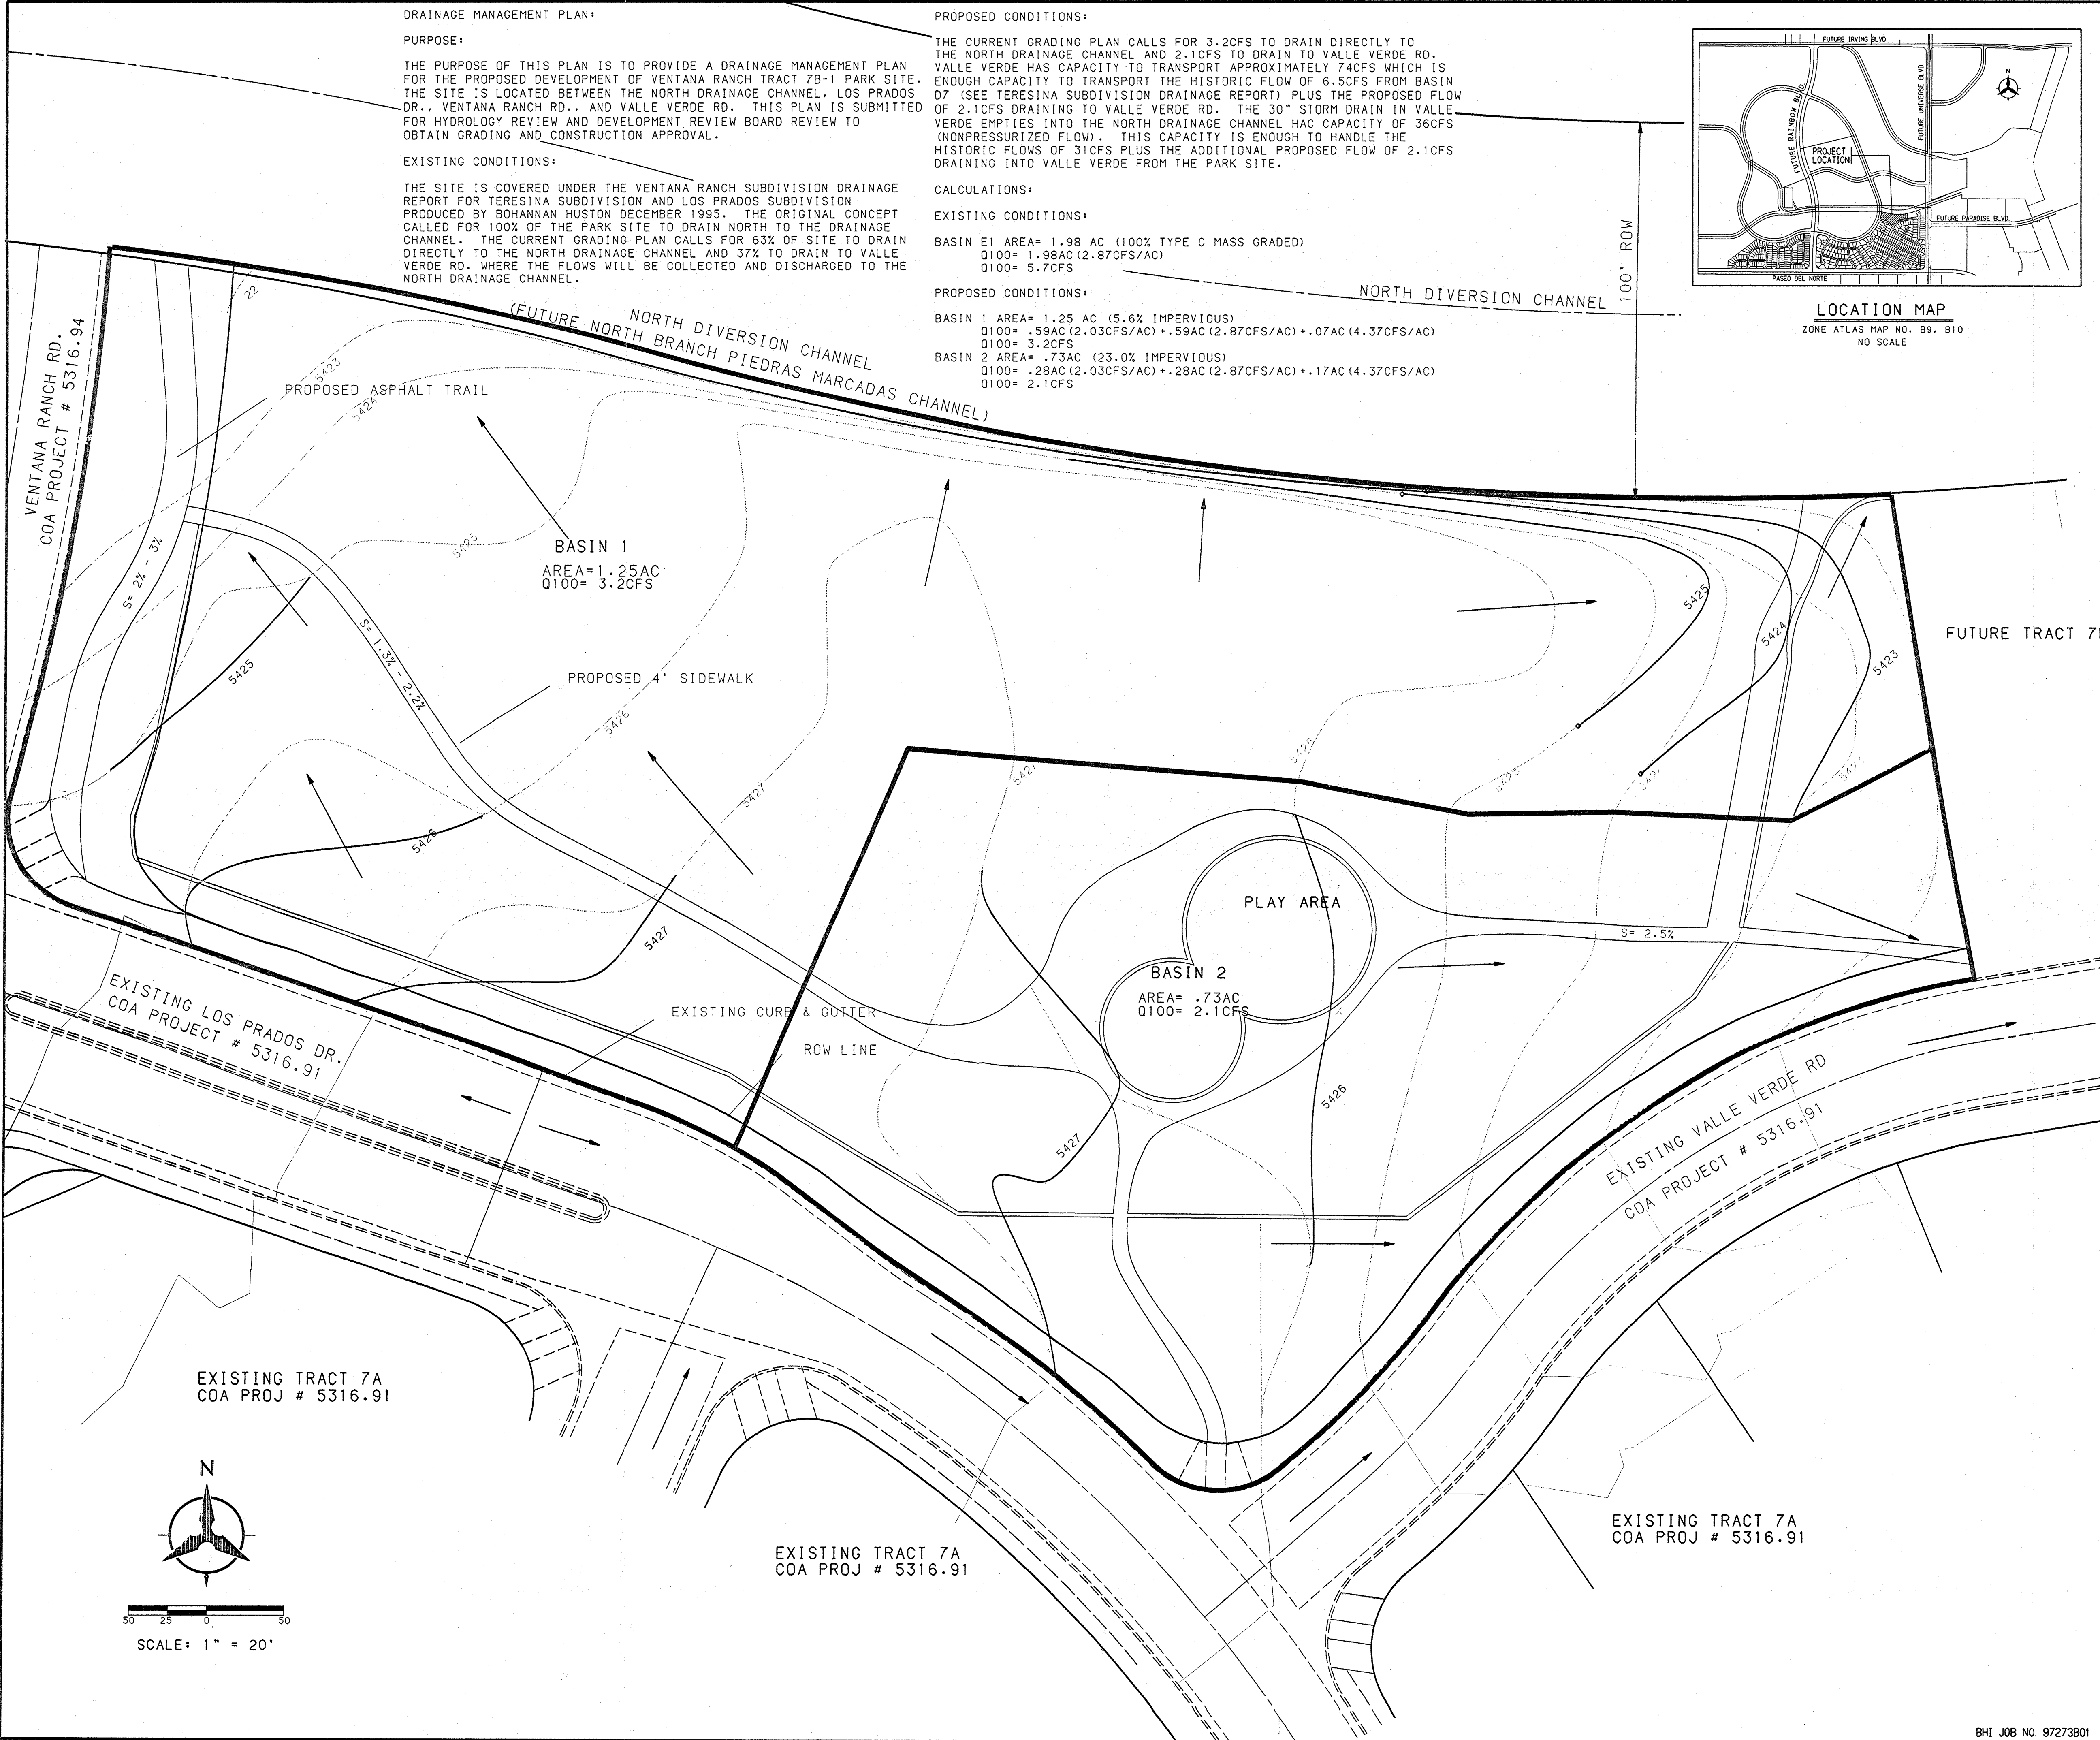 DRAINAGE MANAGEMENT PLAN:
PURPOSE:
THE PURPOSE OF THIS PLAN IS TO PROVIDE A DRAINAGE MANAGEMENT PLAN
FOR THE PROPOSED DEVELOPMENT OF VENTANA RANCH TRACT 7B-1 PARK SITE.
THE SITE IS LOCATED BETWEEN THE NORTH DRAINAGE CHANNEL, LOS PRADOS
DR., VENTANA RANCH RD., AND VALLE VERDE RD. THIS PLAN IS SUBMITTED
FOR HYDROLOGY REVIEW AND DEVELOPMENT REVIEW BOARD REVIEW TO
OBTAIN GRADING AND CONSTRUCTION APPROVAL.
EXISTING CONDITIONS:
THE SITE IS COVERED UNDER THE VENTANA RANCH SUBDIVISION DRAINAGE
REPORT FOR TERESINA SUBDIVISION AND LOS PRADOS SUBDIVISION
PRODUCED BY BOHANNAN HUSTON DECEMBER 1995. THE ORIGINAL CONCEPT
CALLED FOR 100% OF THE PARK SITE TO DRAIN NORTH TO THE DRAINAGE
CHANNEL. THE CURRENT GRADING PLAN CALLS FOR 63% OF SITE TO DRAIN
DIRECTLY TO THE NORTH DRAINAGE CHANNEL AND 37% TO DRAIN TO VALLE
VERDE RD. WHERE THE FLOWS WILL BE COLLECTED AND DISCHARGED TO THE
NORTH DRAINAGE CHANNEL.
PROPOSED CONDITIONS:
THE CURRENT GRADING PLAN CALLS FOR 3.2CFS TO DRAIN DIRECTLY TO
THE NORTH DRAINAGE CHANNEL AND 2.1CFS TO DRAIN TO VALLE VERDE RD.
VALLE VERDE HAS CAPACITY TO TRANSPORT APPROXIMATELY 74CFS WHICH IS
ENOUGH CAPACITY TO TRANSPORT THE HISTORIC FLOW OF 6.5CFS FROM BASIN
D7 (SEE TERESINA SUBDIVISION DRAINAGE REPORT) PLUS THE PROPOSED FLOW
OF 2.1CFS DRAINING TO VALLE VERDE RD. THE 30" STORM DRAIN IN VALLE
VERDE EMPTIES INTO THE NORTH DRAINAGE CHANNEL HAC CAPACITY OF 36CFS
(NONPRESSURIZED FLOW). THIS CAPACITY IS ENOUGH TO HANDLE THE
HISTORIC FLOWS OF 31CFS PLUS THE ADDITIONAL PROPOSED FLOW OF 2.1CFS
DRAINING INTO VALLE VERDE FROM THE PARK SITE.
CALCULATIONS:
EXISTING CONDITIONS:
BASIN E1 AREA= 1.98 AC (100% TYPE C MASS GRADED)
Q100= 1.98AC(2.87CFS/AC)
Q100= 5.7CFS
PROPOSED CONDITIONS:
BASIN 1 AREA= 1.25 AC (5.6% IMPERVIOUS)
Q100= .59AC(2.03CFS/AC)+.59AC(2.87CFS/AC)+.07AC(4.37CFS/AC)
Q100= 3.2CFS
BASIN 2 AREA= .73AC (23.0% IMPERVIOUS)
Q100= .28AC(2.03CFS/AC)+.28AC(2.87CFS/AC)+.17AC(4.37CFS/AC)
Q100= 2.1CFS
FUTURE IRVING BLVD.
FUTURE RAINBOW BLVD
FUTURE UNIVERSE BLVD.
N
PROJECT
LOCATION
FUTURE PARADISE BLVD.
PASEO DEL NORTE
LOCATION MAP
ZONE ATLAS MAP NO. B9, B10
NO SCALE
100' ROW
NORTH DIVERSION CHANNEL
NORTH DIVERSION CHANNEL
(FUTURE NORTH BRANCH PIEDRAS MARCADAS CHANNEL)
VENTANA RANCH RD.
COA PROJECT # 5316.94
22
5423
5424
PROPOSED ASPHALT TRAIL
S= 2% - 3%
5425
BASIN 1
AREA=1.25AC
Q100= 3.2CFS
S= 1.3% - 2.2%
5425
PROPOSED 4' SIDEWALK
5426
5427
5426
5427
5427
5425
5425
5424
5423
FUTURE TRACT 7
PLAY AREA
S= 2.5%
BASIN 2
AREA= .73AC
Q100= 2.1CFS
5426
5427
EXISTING CURB & GUTTER
ROW LINE
EXISTING LOS PRADOS DR.
COA PROJECT # 5316.91
EXISTING VALLE VERDE RD
COA PROJECT # 5316.91
EXISTING TRACT 7A
COA PROJ # 5316.91
EXISTING TRACT 7A
COA PROJ # 5316.91
EXISTING TRACT 7A
COA PROJ # 5316.91
N
50 25 0 50
SCALE: 1" = 20'
BHI JOB NO. 97273B01